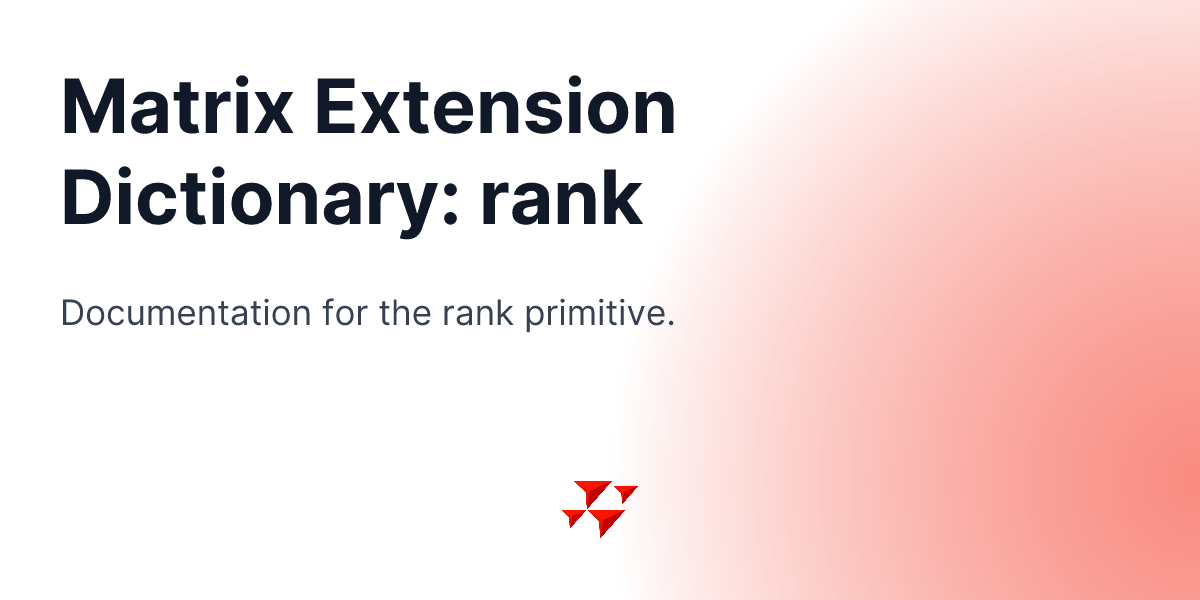 Matrix Extension
Dictionary: rank
Documentation for the rank primitive.